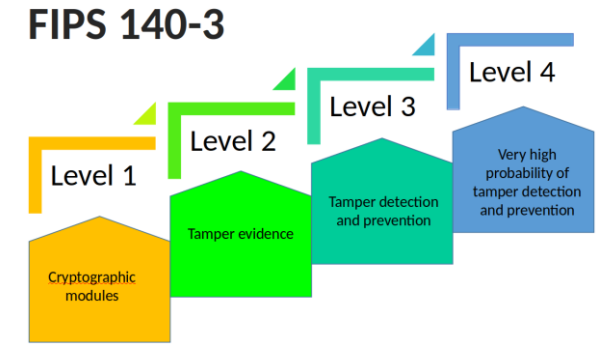 FIPS 140-3
Level 1
Cryptographic
modules
Level 2
Tamper evidence
Level 3
Tamper detection
and prevention
Level 4
Very high
probability of
tamper detection
and prevention